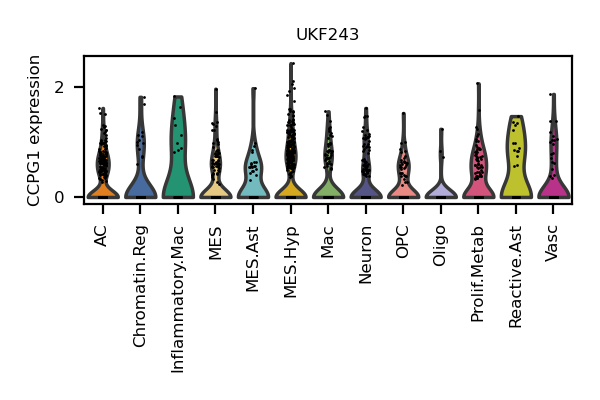 UKF243
CCPG1 expression
2
0
AC
Chromatin.Reg
Inflammatory.Mac
MES
MES.Ast
MES.Hyp
Mac
Neuron
OPC
Oligo
Prolif.Metab
Reactive.Ast
Vasc